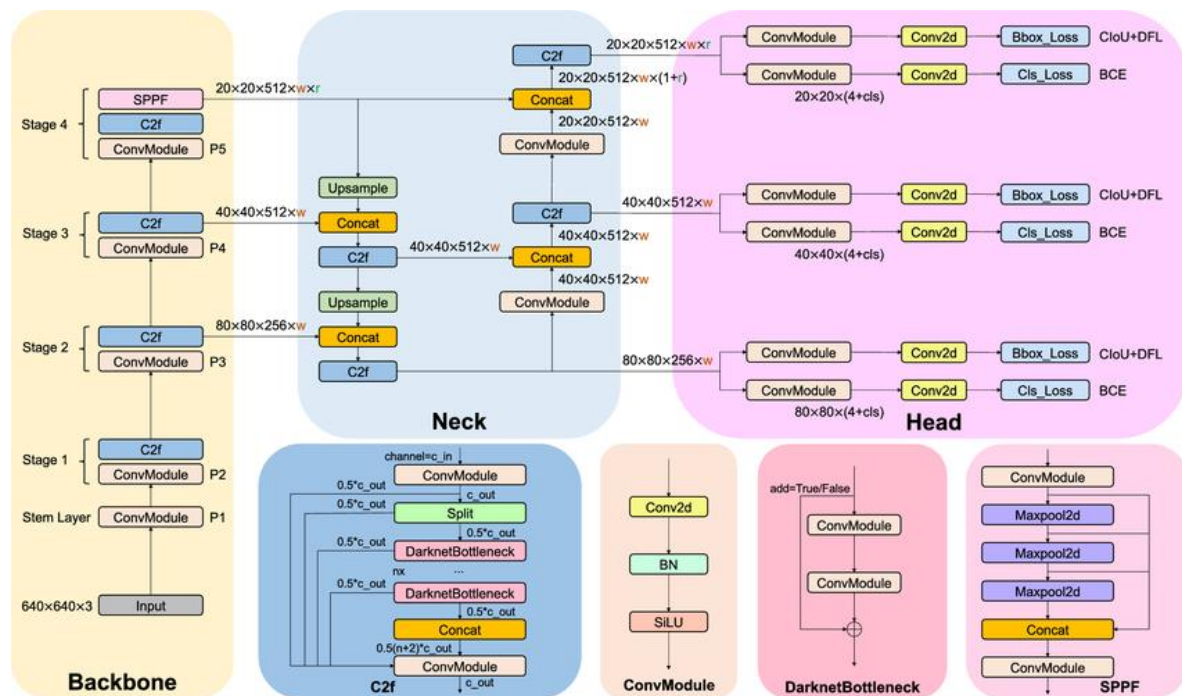 Stage 4
SPPF
C2f
ConvModule
P5
Stage 3
C2f
ConvModule
P4
Stage 2
C2f
ConvModule
P3
Stage 1
C2f
ConvModule
P2
Stem Layer
ConvModule
P1
640×640×3
Input
Backbone
20×20×512×w×r
40×40×512×w
80×80×256×w
Upsample
Concat
C2f
Upsample
Concat
C2f
40×40×512×w
C2f
20×20×512×w×(1+r)
Concat
20×20×512×w
ConvModule
C2f
40×40×512×w
Concat
40×40×512×w
ConvModule
Neck
20×20×512×w×r
ConvModule
Conv2d
Bbox_Loss
CIoU+DFL
ConvModule
Conv2d
Cls_Loss
BCE
20×20×(4+cls)
40×40×512×w
ConvModule
Conv2d
Bbox_Loss
CIoU+DFL
ConvModule
Conv2d
Cls_Loss
BCE
40×40×(4+cls)
80×80×256×w
ConvModule
Conv2d
Bbox_Loss
CIoU+DFL
ConvModule
Conv2d
Cls_Loss
BCE
80×80×(4+cls)
Head
channel=c_in
ConvModule
0.5*c_out
c_out
0.5*c_out
Split
0.5*c_out
0.5*c_out
DarknetBottleneck
nx
...
0.5*c_out
DarknetBottleneck
0.5*c_out
Concat
0.5(n+2)*c_out
ConvModule
C2f
c_out
Conv2d
BN
SiLU
ConvModule
add=True/False
ConvModule
ConvModule
DarknetBottleneck
ConvModule
Maxpool2d
Maxpool2d
Maxpool2d
Concat
ConvModule
SPPF